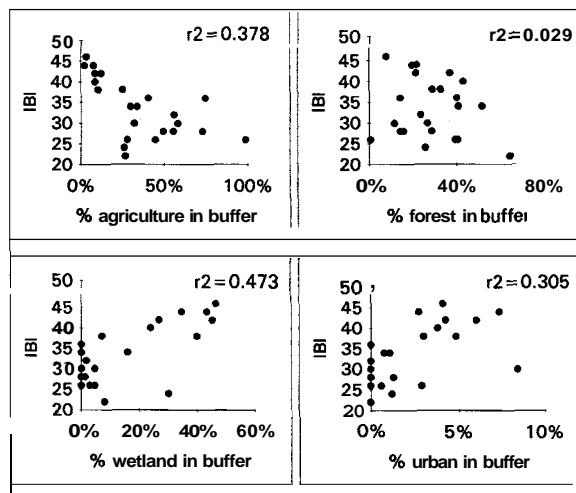 r2=0.378
50
45
40
35
30
25
20
IBI
0% 50% 100%
% agriculture in buffer
r2=0.029
50
45
40
35
30
25
20
IBI
0% 40% 80%
% forest in buffer
r2=0.473
50
45
40
35
30
25
20
IBI
0% 20% 40% 60%
% wetland in buffer
r2=0.305
50
45
40
35
30
25
20
IBI
0% 5% 10%
% urban in buffer